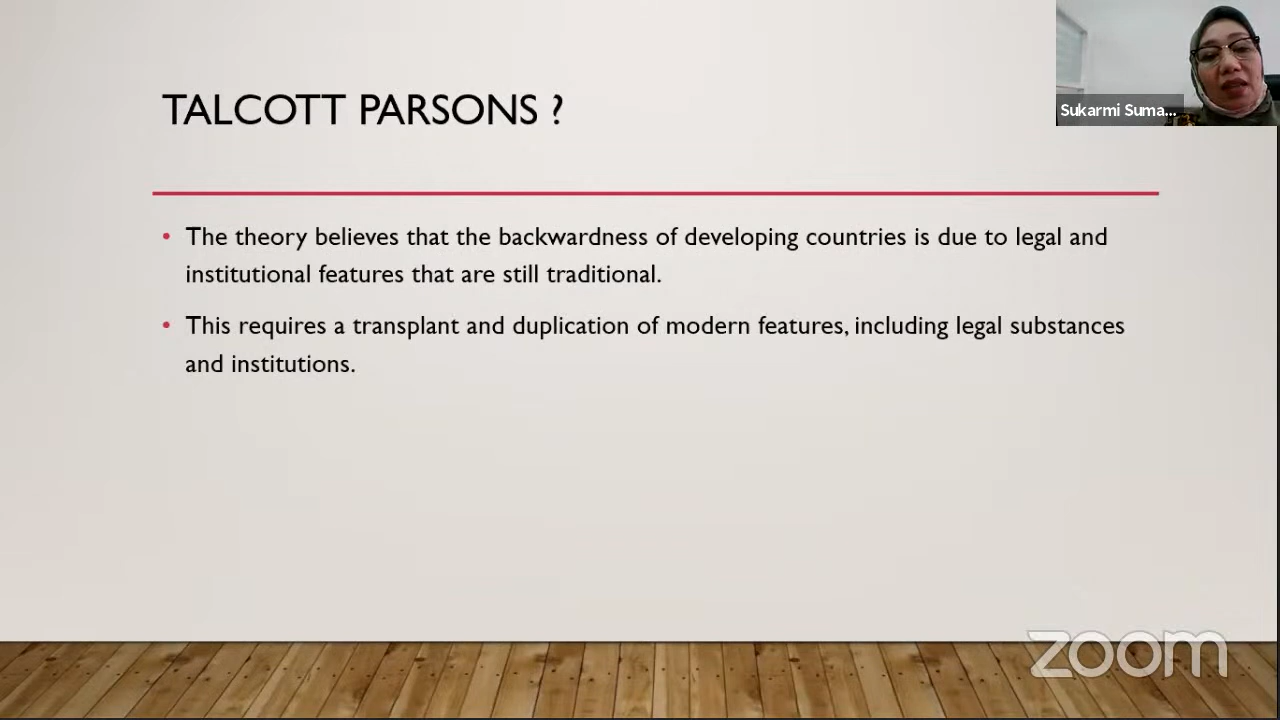 TALCOTT PARSONS ?
Sukarmi Suma...
• The theory believes that the backwardness of developing countries is due to legal and
institutional features that are still traditional.
• This requires a transplant and duplication of modern features, including legal substances
and institutions.
zoom